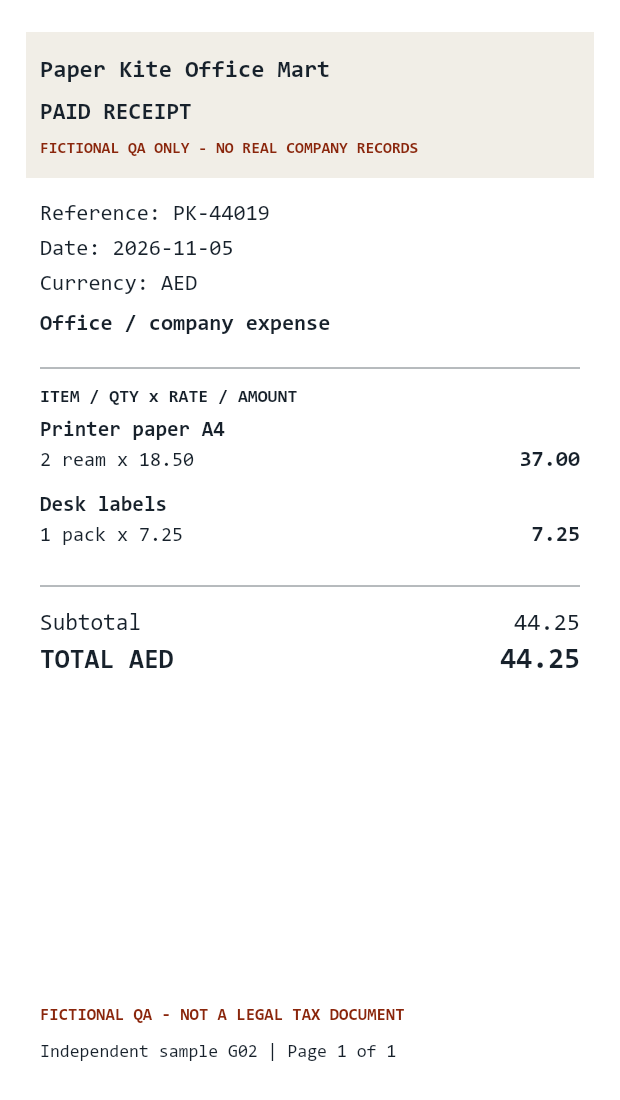 Paper Kite Office Mart
PAID RECEIPT
FICTIONAL QA ONLY - NO REAL COMPANY RECORDS
Reference: PK-44019
Date: 2026-11-05
Currency: AED
Office / company expense
ITEM / QTY x RATE / AMOUNT
Printer paper A4
2 ream x 18.50 37.00
Desk labels
1 pack x 7.25 7.25
Subtotal 44.25
TOTAL AED 44.25
FICTIONAL QA - NOT A LEGAL TAX DOCUMENT
Independent sample G02 | Page 1 of 1